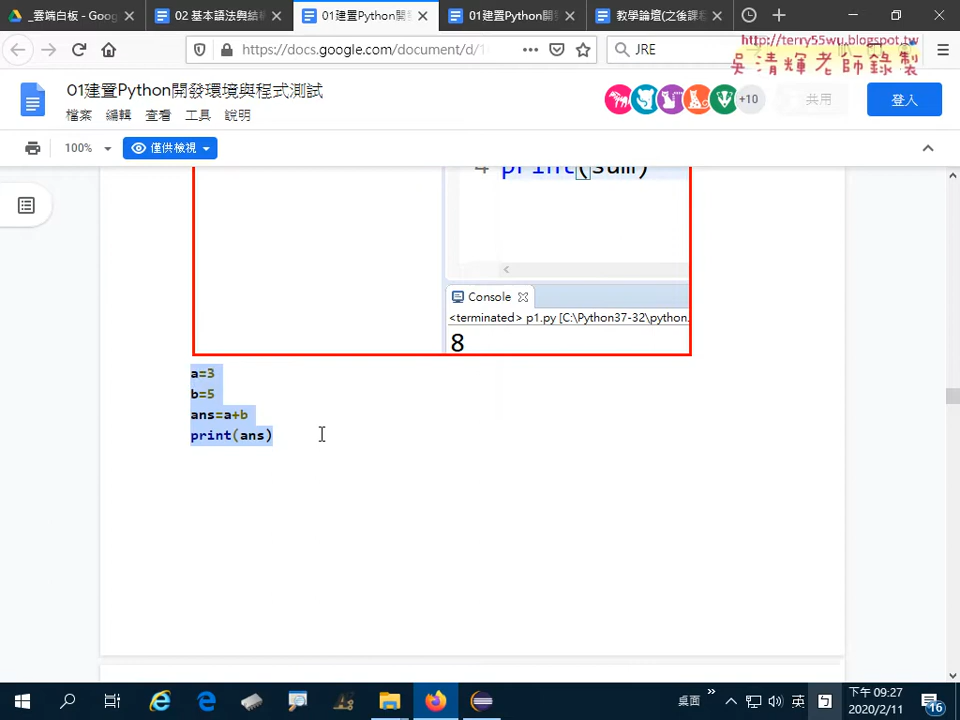 _雲端白板 - Goog
02 基本語法與結構
01建置Python開發
01建置Python開發
教學論壇(之後課程
https://docs.google.com/document/d/1
JRE
http://terry55wu.blogspot.tw
吳清輝老師錄製
01建置Python開發環境與程式測試
檔案 編輯 查看 工具 說明
+10
共用
登入
100%
僅供檢視
4 print(sum)
Console
<terminated> p1.py [C:\Python37-32\python.
8
a=3
b=5
ans=a+b
print(ans)
桌面
英
下午 09:27
2020/2/11
16